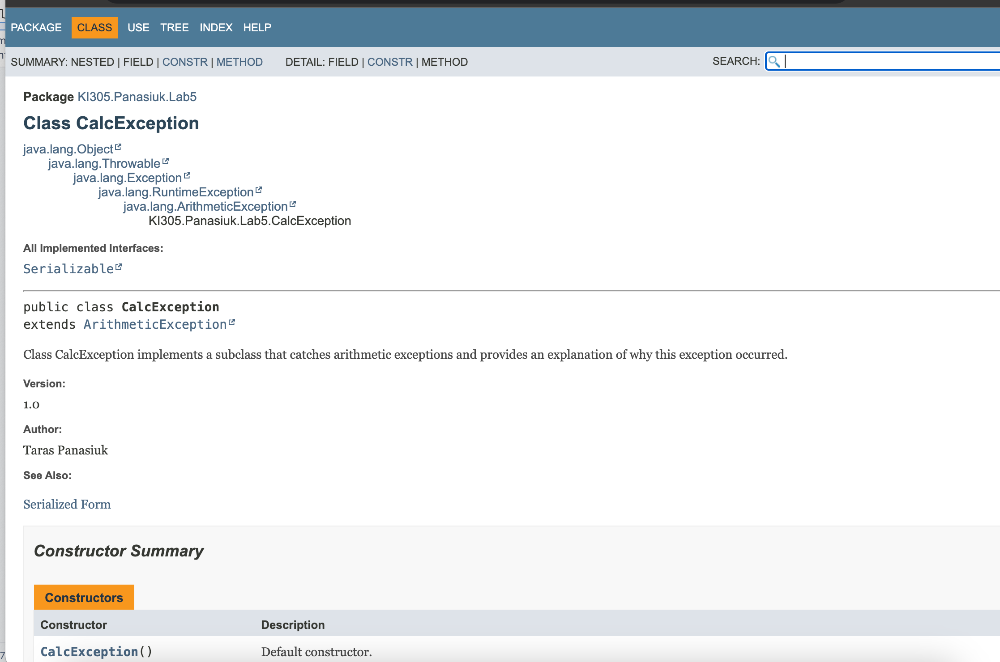 PACKAGE CLASS USE TREE INDEX HELP
SUMMARY: NESTED | FIELD | CONSTR | METHOD DETAIL: FIELD | CONSTR | METHOD SEARCH:
Package KI305.Panasiuk.Lab5
Class CalcException
java.lang.Object
java.lang.Throwable
java.lang.Exception
java.lang.RuntimeException
java.lang.ArithmeticException
KI305.Panasiuk.Lab5.CalcException
All Implemented Interfaces:
Serializable
public class CalcException
extends ArithmeticException
Class CalcException implements a subclass that catches arithmetic exceptions and provides an explanation of why this exception occurred.
Version:
1.0
Author:
Taras Panasiuk
See Also:
Serialized Form
Constructor Summary
Constructors
Constructor Description
CalcException() Default constructor.